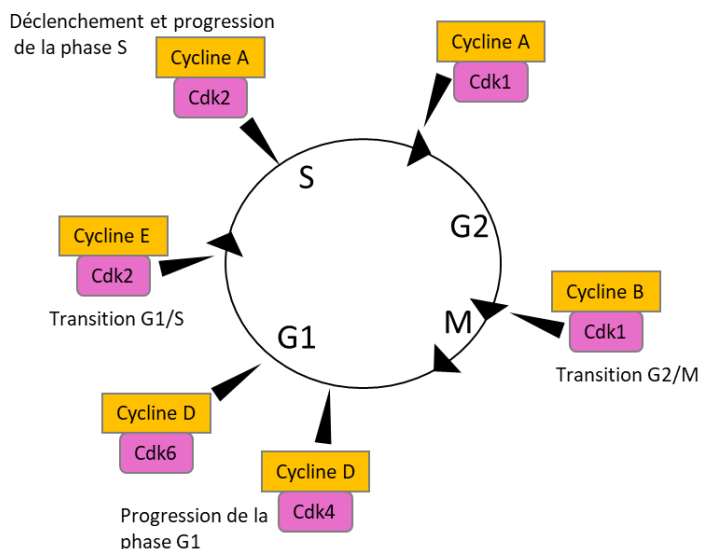 Déclenchement et progression
de la phase S
Cycline A
Cdk2
Cycline A
Cdk1
S
G2
Cycline E
Cdk2
Transition G1/S
Cycline B
Cdk1
Transition G2/M
M
G1
Cycline D
Cdk6
Cycline D
Cdk4
Progression de la
phase G1